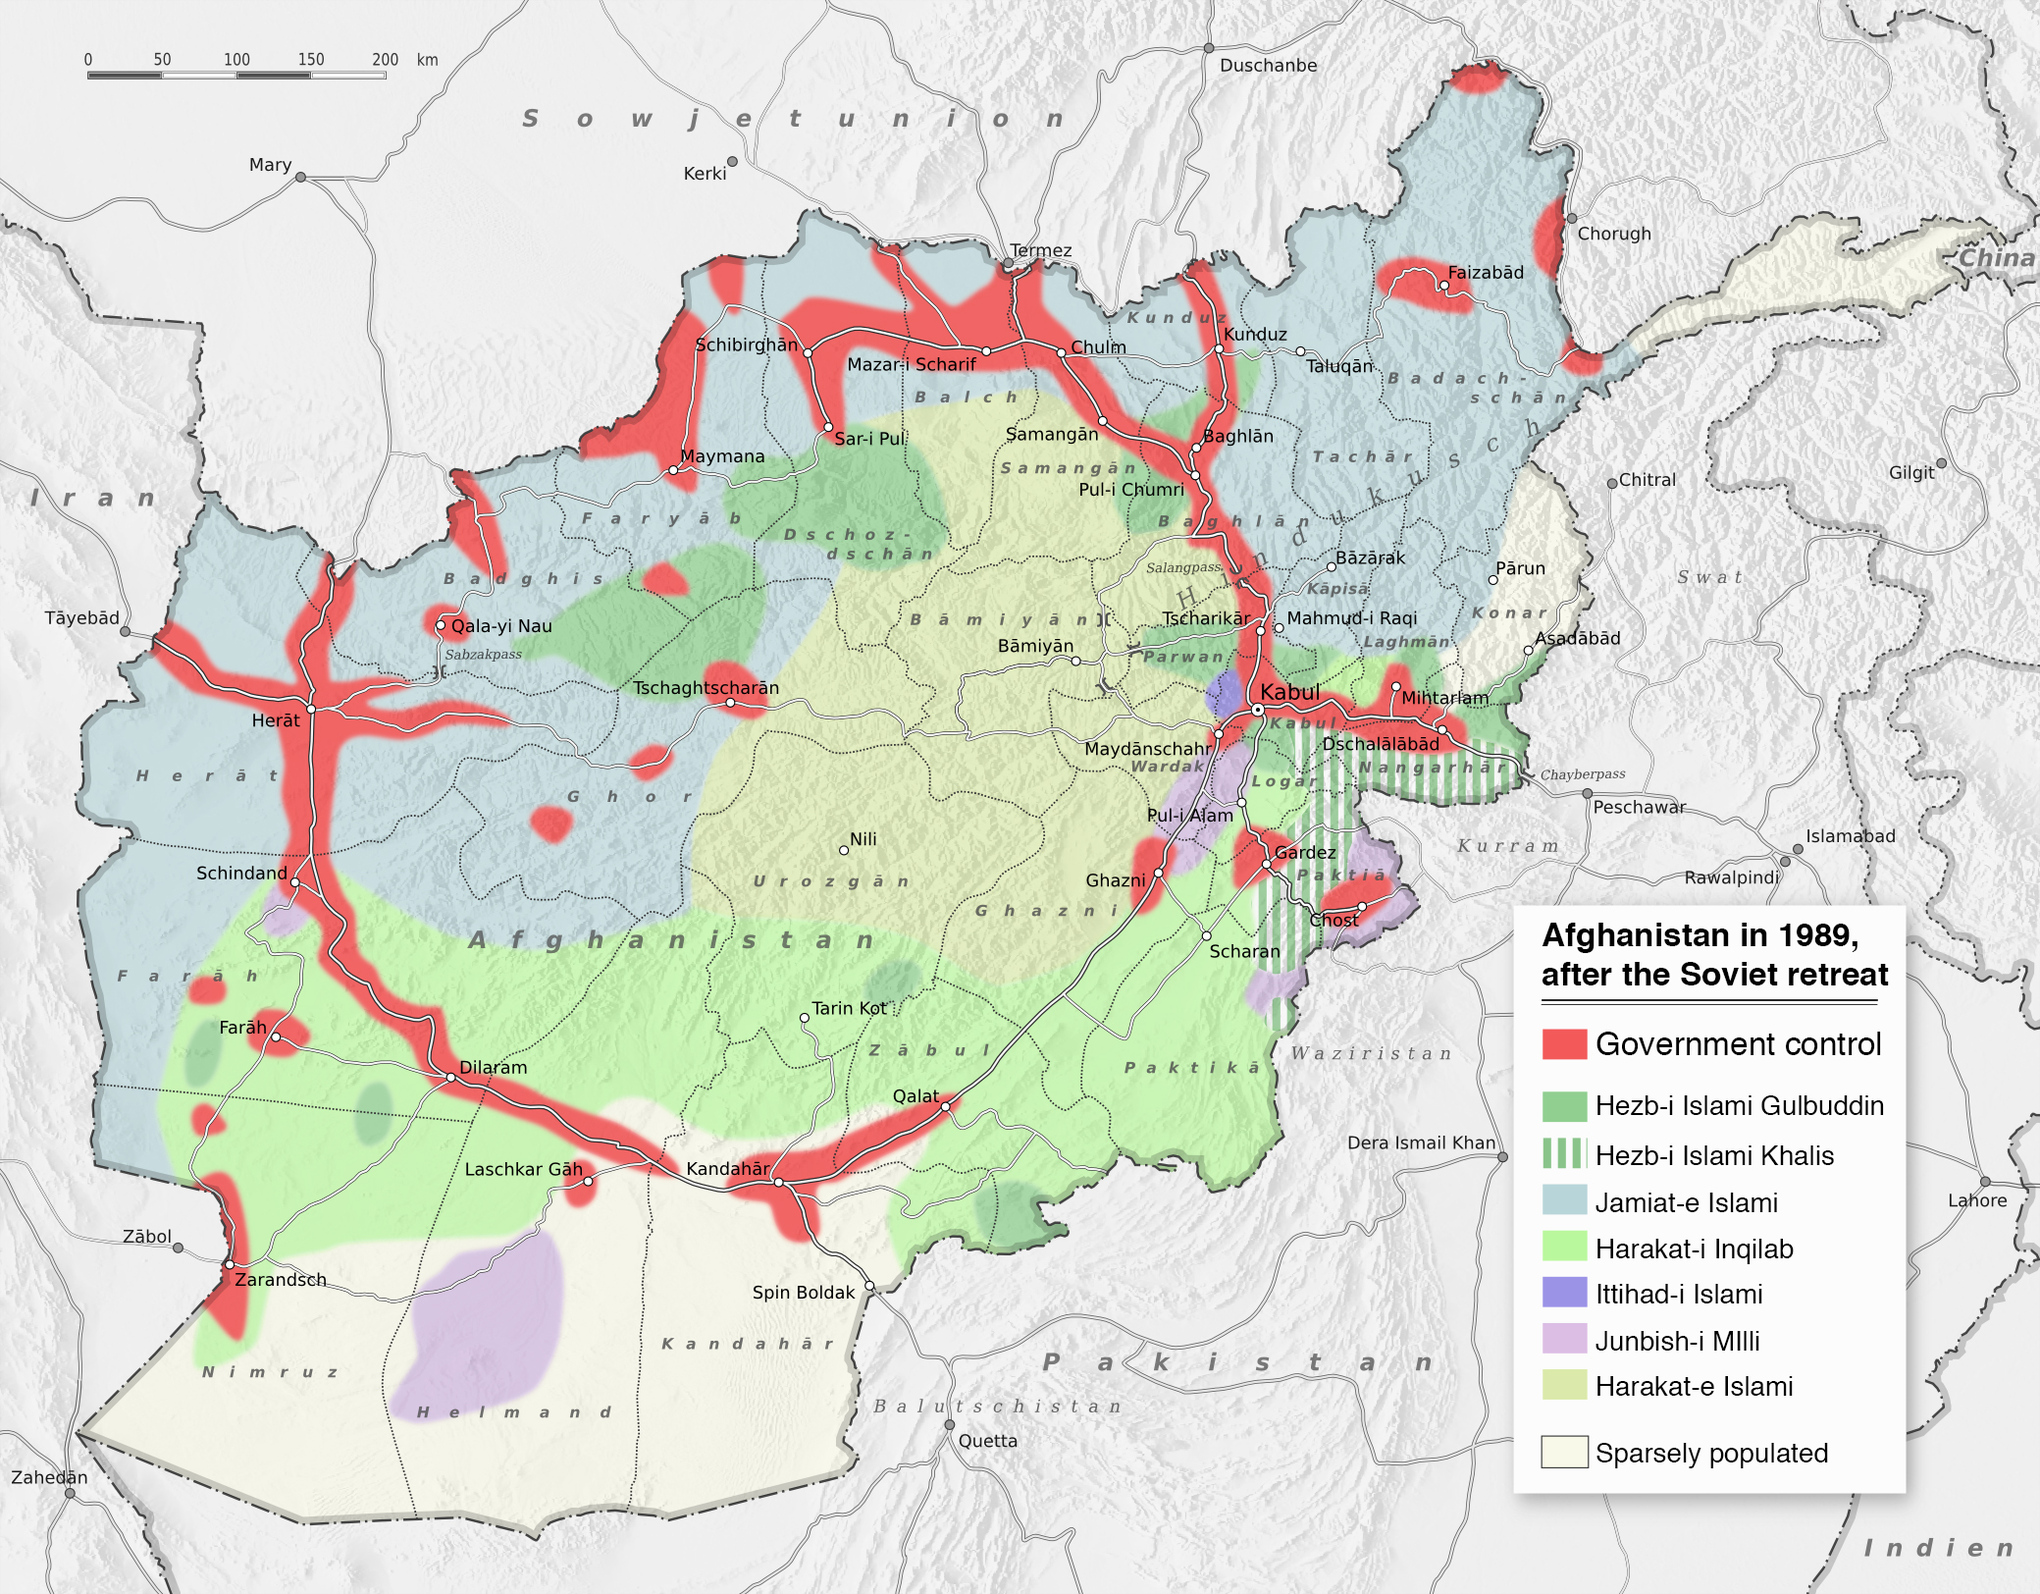 0 50 100 150 200 km
Duschanbe
Sowjetunion
Mary
Kerki
Chorugh
Termez
China
Faizabād
Kunduz
Kunduz
Schibirghān
Chulm
Mazar-i Scharif
Taluqān
Badach-
schān
Balch
Sar-i Pul
Samangān
Baghlān
Maymana
Tachār
Samangān
Hindukusch
Gilgit
Chitral
Iran
Pul-i Chumri
Faryāb
Baghlān
Dschoz-
dschān
Bāzārak
Salangpass
Pārun
Swat
Badghis
Kāpisā
Konar
Tāyebād
Qala-yi Nau
Bāmiyān
Tscharikār
Mahmud-i Raqi
Asadābād
Sabzakpass
Bāmiyān
Parwan
Laghmān
Tschaghtscharān
Kabul
Mihtarlam
Herāt
Kabul
Maydānschahr
Dschalālābād
Wardak
Nangarhār
Herāt
Ghor
Logar
Chayberpass
Peschawar
Pul-i Alam
Islamabad
Nili
Kurram
Gardez
Schindand
Urozgān
Ghazni
Paktiā
Rawalpindi
Ghazni
Chost
Afghanistan
Scharan
Farāh
Tarin Kot
Farāh
Zābul
Waziristan
Dilaram
Paktikā
Qalat
Dera Ismail Khan
Laschkar Gāh
Kandahār
Lahore
Zābol
Zarandsch
Spin Boldak
Kandahār
Nimruz
Pakistan
Helmand
Balutschistan
Quetta
Zahedān
Indien
Afghanistan in 1989,
after the Soviet retreat
Government control
Hezb-i Islami Gulbuddin
Hezb-i Islami Khalis
Jamiat-e Islami
Harakat-i Inqilab
Ittihad-i Islami
Junbish-i MIlli
Harakat-e Islami
Sparsely populated